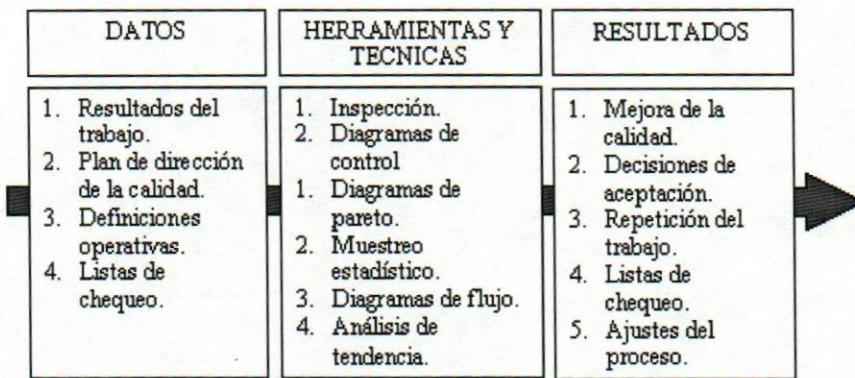 DATOS
1. Resultados del
trabajo.
2. Plan de dirección
de la calidad.
3. Definiciones
operativas.
4. Listas de
chequeo.
HERRAMIENTAS Y
TECNICAS
1. Inspección.
2. Diagramas de
control
1. Diagramas de
pareto.
2. Muestreo
estadístico.
3. Diagramas de flujo.
4. Análisis de
tendencia.
RESULTADOS
1. Mejora de la
calidad.
2. Decisiones de
aceptación.
3. Repetición del
trabajo.
4. Listas de
chequeo.
5. Ajustes del
proceso.